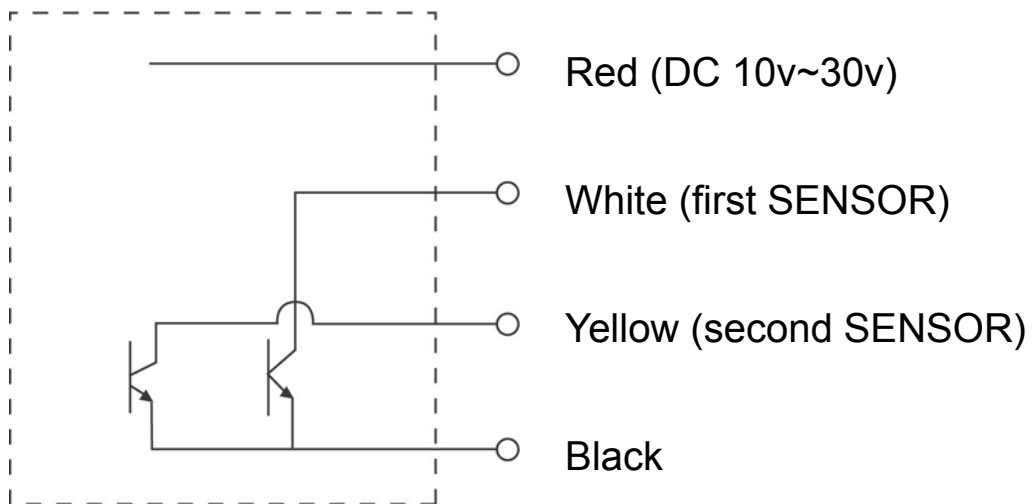 Red (DC 10v~30v)
White (first SENSOR)
Yellow (second SENSOR)
Black